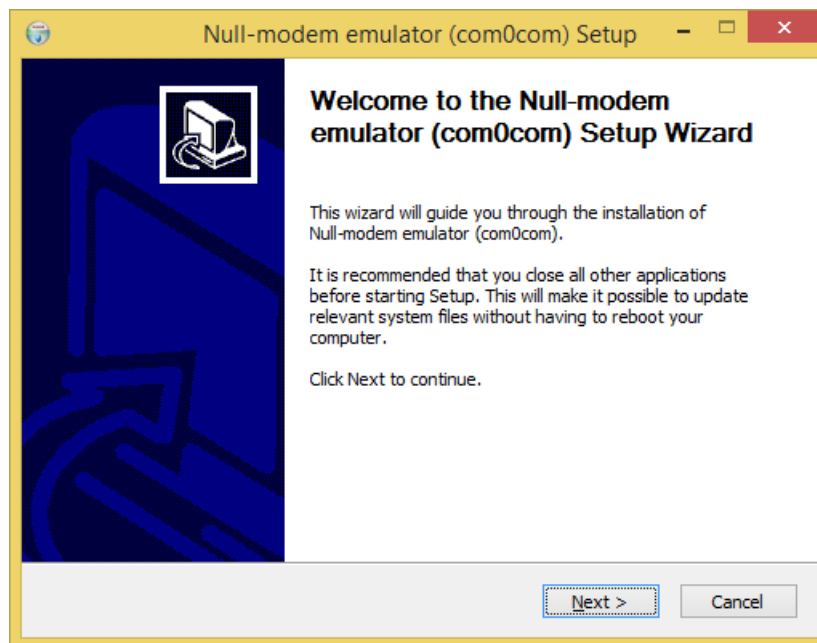 Null-modem emulator (com0com) Setup
Welcome to the Null-modem
emulator (com0com) Setup Wizard
This wizard will guide you through the installation of
Null-modem emulator (com0com).
It is recommended that you close all other applications
before starting Setup. This will make it possible to update
relevant system files without having to reboot your
computer.
Click Next to continue.
Next >
Cancel